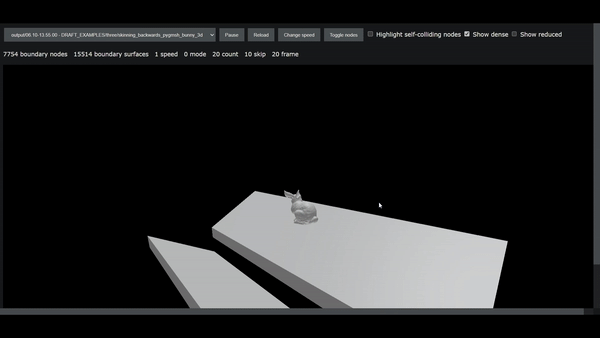 output/06.10-13.55.00 - DRAFT_EXAMPLES/three/skinning_backwards_pygmsh_bunny_3d Pause Reload Change speed Toggle nodes Highlight self-colliding nodes Show dense Show reduced
7754 boundary nodes 15514 boundary surfaces 1 speed 0 mode 20 count 10 skip 20 frame